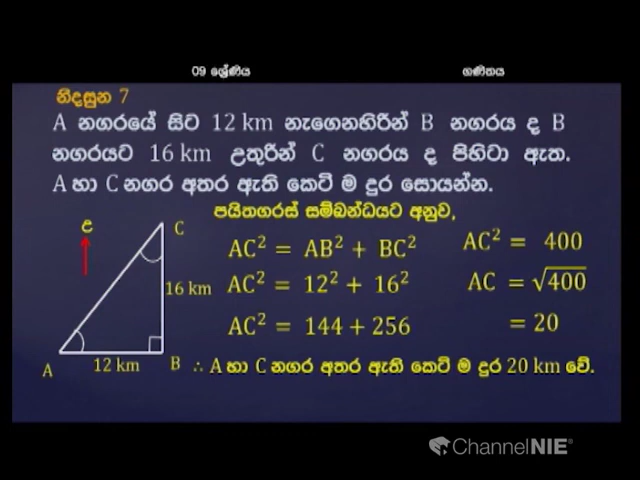 09 ශ්‍රේණිය
ගණිතය
නිදසුන 7
A නගරයේ සිට 12 km නැගෙනහිරින් B නගරය ද B
නගරයට 16 km උතුරින් C නගරය ද පිහිටා ඇත.
A හා C නගර අතර ඇති කෙටි ම දුර සොයන්න.
පයිතගරස් සම්බන්ධයට අනුව,
උ
C
AC² = AB² + BC²
AC² = 400
16 km
AC² = 12² + 16²
AC = √400
AC² = 144 + 256
= 20
A
12 km
B
∴ A හා C නගර අතර ඇති කෙටි ම දුර 20 km වේ.
ChannelNIE